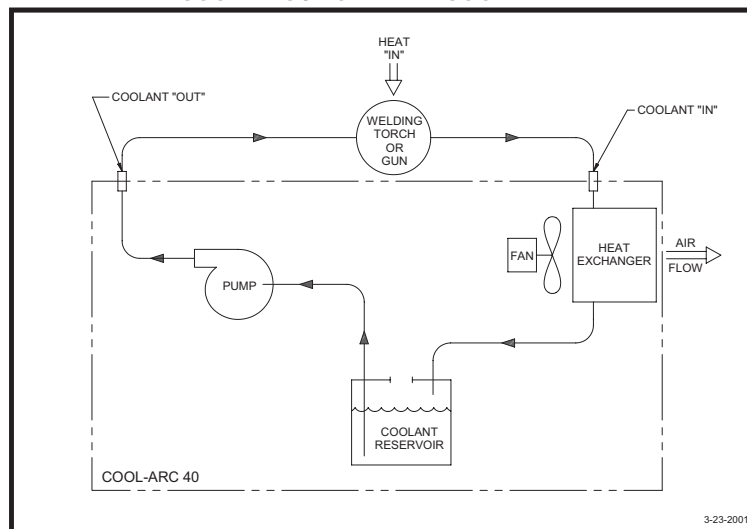 HEAT
"IN"
COOLANT "OUT"
WELDING
TORCH
OR
GUN
COOLANT "IN"
PUMP
FAN
HEAT
EXCHANGER
AIR
FLOW
COOLANT
RESERVOIR
COOL-ARC 40
3-23-2001